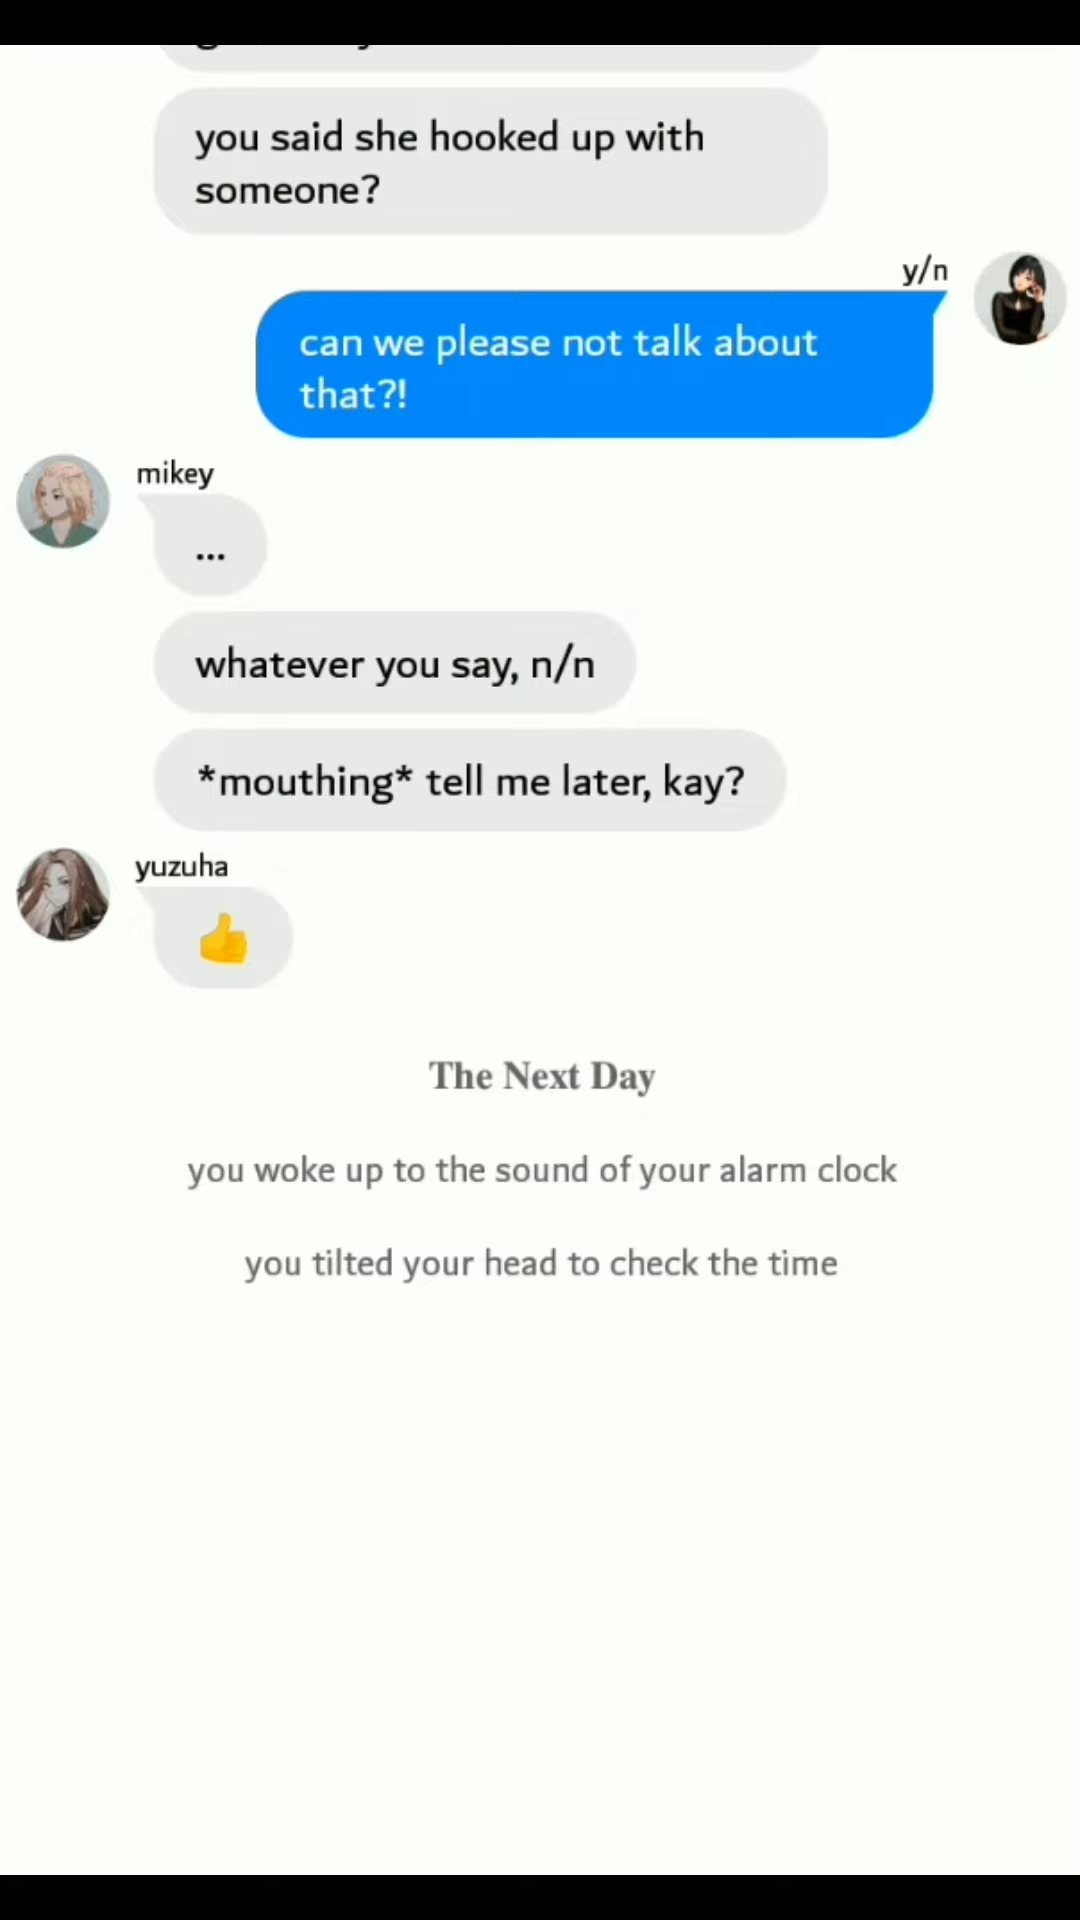 you said she hooked up with
someone?
y/n
can we please not talk about
that?!
mikey
...
whatever you say, n/n
*mouthing* tell me later, kay?
yuzuha
👍
The Next Day
you woke up to the sound of your alarm clock
you tilted your head to check the time